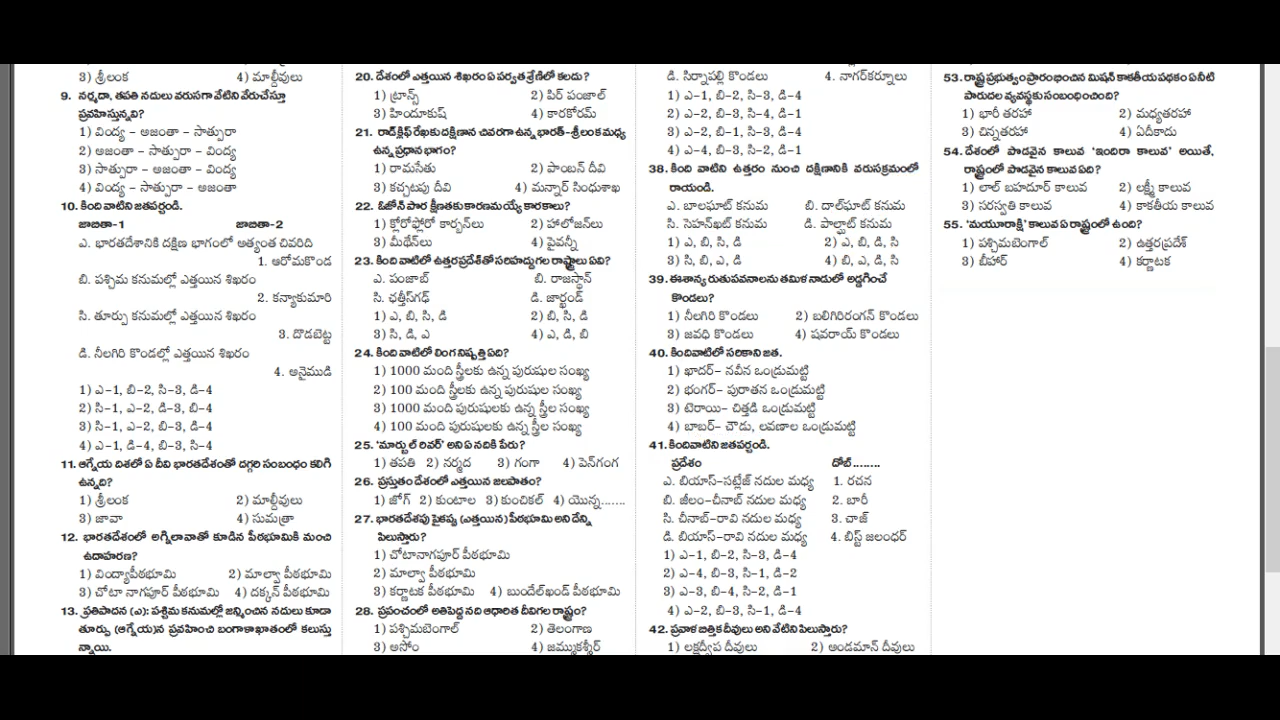 3) శ్రీలంక 4) మాల్దీవులు
9. నర్మదా, తపతి నదులు వరుసగా వేటిని వేరుచేస్తూ
ప్రవహిస్తున్నవి?
1) వింధ్య – అజంతా – సాత్పురా
2) అజంతా – సాత్పురా – వింధ్య
3) సాత్పురా – అజంతా – వింధ్య
4) వింధ్య – సాత్పురా – అజంతా
10. కింది వాటిని జతపర్చండి.
జాబితా-1 జాబితా-2
ఎ. భారతదేశానికి దక్షిణ భాగంలో అత్యంత చివరిది
1. ఆరోమకొండ
బి. పశ్చిమ కనుమల్లో ఎత్తయిన శిఖరం
2. కన్యాకుమారి
సి. తూర్పు కనుమల్లో ఎత్తయిన శిఖరం
3. దొడబెట్ట
డి. నీలగిరి కొండల్లో ఎత్తయిన శిఖరం
4. అనైముడి
1) ఎ-1, బి-2, సి-3, డి-4
2) సి-1, ఎ-2, డి-3, బి-4
3) సి-1, ఎ-2, బి-3, డి-4
4) ఎ-1, డి-4, బి-3, సి-4
11. ఆగ్నేయ దిశలో ఏ దీవి భారతదేశంతో దగ్గరి సంబంధం కలిగి
ఉన్నది?
1) శ్రీలంక 2) మాల్దీవులు
3) జావా 4) సుమత్రా
12. భారతదేశంలో అగ్నిలావాతో కూడిన పీఠభూమికి మంచి
ఉదాహరణ?
1) వింధ్యాపీఠభూమి 2) మాల్వా పీఠభూమి
3) చోటా నాగపూర్ పీఠభూమి 4) దక్కన్ పీఠభూమి
13. ప్రతిపాదన (ఎ): పశ్చిమ కనుమల్లో జన్మించిన నదులు కూడా
తూర్పు (ఆగ్నేయ)న ప్రవహించి బంగాళాఖాతంలో కలుస్తు
న్నాయి.
20. దేశంలో ఎత్తయిన శిఖరం ఏ పర్వత శ్రేణిలో కలదు?
1) ట్రాన్స్ 2) పిర్ పంజాల్
3) హిందూకుష్ 4) కారకోరమ్
21. రాడ్‌క్లిఫ్ రేఖకు దక్షిణాన చివరగా ఉన్న భారత్-శ్రీలంక మధ్య
ఉన్న ప్రధాన భాగం?
1) రామసేతు 2) పాంబన్ దీవి
3) కచ్చటపు దీవి 4) మన్నార్ సింధుశాఖ
22. ఓజోన్ పొర క్షీణతకు కారణమయ్యే కారకాలు?
1) క్లోరోఫ్లోరో కార్బన్‌లు 2) హాలోజన్‌లు
3) మీథేన్‌లు 4) పైవన్నీ
23. కింది వాటిలో ఉత్తరప్రదేశ్‌తో సరిహద్దుగల రాష్ట్రాలు ఏవి?
ఎ. పంజాబ్ బి. రాజస్థాన్
సి. ఛత్తీస్‌గఢ్ డి. జార్ఖండ్
1) ఎ, బి, సి, డి 2) బి, సి, డి
3) సి, డి, ఎ 4) ఎ, డి, బి
24. కింది వాటిలో లింగ నిష్పత్తి ఏది?
1) 1000 మంది స్త్రీలకు ఉన్న పురుషుల సంఖ్య
2) 100 మంది స్త్రీలకు ఉన్న పురుషుల సంఖ్య
3) 1000 మంది పురుషులకు ఉన్న స్త్రీల సంఖ్య
4) 100 మంది పురుషులకు ఉన్న స్త్రీల సంఖ్య
25. 'మార్బుల్ రివర్' అని ఏ నదికి పేరు?
1) తపతి 2) నర్మద 3) గంగా 4) పెన్‌గంగ
26. ప్రస్తుతం దేశంలో ఎత్తయిన జలపాతం?
1) జోగ్ 2) కుంటాల 3) కుంచికల్ 4) యొన్న.......
27. భారతదేశపు పైకప్పు (ఎత్తయిన) పీఠభూమి అని దేన్ని
పిలుస్తారు?
1) చోటానాగపూర్ పీఠభూమి
2) మాల్వా పీఠభూమి
3) కర్ణాటక పీఠభూమి 4) బుందేల్‌ఖండ్ పీఠభూమి
28. ప్రపంచంలో అతిపెద్ద నది ఆధారిత దీవిగల రాష్ట్రం?
1) పశ్చిమబెంగాల్ 2) తెలంగాణ
3) అసోం 4) జమ్ముకశ్మీర్
డి. సిర్నాపల్లి కొండలు 4. నాగర్‌కర్నూలు
1) ఎ-1, బి-2, సి-3, డి-4
2) ఎ-2, బి-3, సి-4, డి-1
3) ఎ-2, బి-1, సి-3, డి-4
4) ఎ-4, బి-3, సి-2, డి-1
38. కింది వాటిని ఉత్తరం నుంచి దక్షిణానికి వరుసక్రమంలో
రాయండి.
ఎ. బాలఘాట్ కనుమ బి. దాల్‌ఘాట్ కనుమ
సి. సెహన్‌ఖట్ కనుమ డి. పాల్ఘాట్ కనుమ
1) ఎ, బి, సి, డి 2) ఎ, బి, డి, సి
3) సి, బి, ఎ, డి 4) బి, ఎ, డి, సి
39. ఈశాన్య రుతుపవనాలను తమిళనాడులో అడ్డగించే
కొండలు?
1) నీలగిరి కొండలు 2) బలిగిరిరంగన్ కొండలు
3) జవధి కొండలు 4) షవరాయ్ కొండలు
40. కిందివాటిలో సరికాని జత.
1) ఖాదర్- నవీన ఒండ్రుమట్టి
2) భంగర్- పురాతన ఒండ్రుమట్టి
3) టెరాయి- చిత్తడి ఒండ్రుమట్టి
4) బాబర్- చౌడు, లవణాల ఒండ్రుమట్టి
41. కిందివాటిని జతపర్చండి.
ప్రదేశం దోబ్........
ఎ. బియాస్-సట్లేజ్ నదుల మధ్య 1. రచన
బి. జీలం-చీనాబ్ నదుల మధ్య 2. బారీ
సి. చీనాబ్-రావి నదుల మధ్య 3. చాజ్
డి. బియాస్-రావి నదుల మధ్య 4. బిస్ట్ జలంధర్
1) ఎ-1, బి-2, సి-3, డి-4
2) ఎ-4, బి-3, సి-1, డి-2
3) ఎ-3, బి-4, సి-2, డి-1
4) ఎ-2, బి-3, సి-1, డి-4
42. ప్రవాళ బిత్తిక దీవులు అని వేటిని పిలుస్తారు?
1) లక్షద్వీప దీవులు 2) అండమాన్ దీవులు
53. రాష్ట్ర ప్రభుత్వం ప్రారంభించిన మిషన్ కాకతీయ పథకం ఏ నీటి
పారుదల వ్యవస్థకు సంబంధించింది?
1) భారీ తరహా 2) మధ్యతరహా
3) చిన్నతరహా 4) ఏదీకాదు
54. దేశంలో పొడవైన కాలువ 'ఇందిరా కాలువ' అయితే,
రాష్ట్రంలో పొడవైన కాలువ ఏది?
1) లాల్ బహదూర్ కాలువ 2) లక్ష్మీ కాలువ
3) సరస్వతి కాలువ 4) కాకతీయ కాలువ
55. 'మయూరాక్షి' కాలువ ఏ రాష్ట్రంలో ఉంది?
1) పశ్చిమబెంగాల్ 2) ఉత్తరప్రదేశ్
3) బీహార్ 4) కర్ణాటక